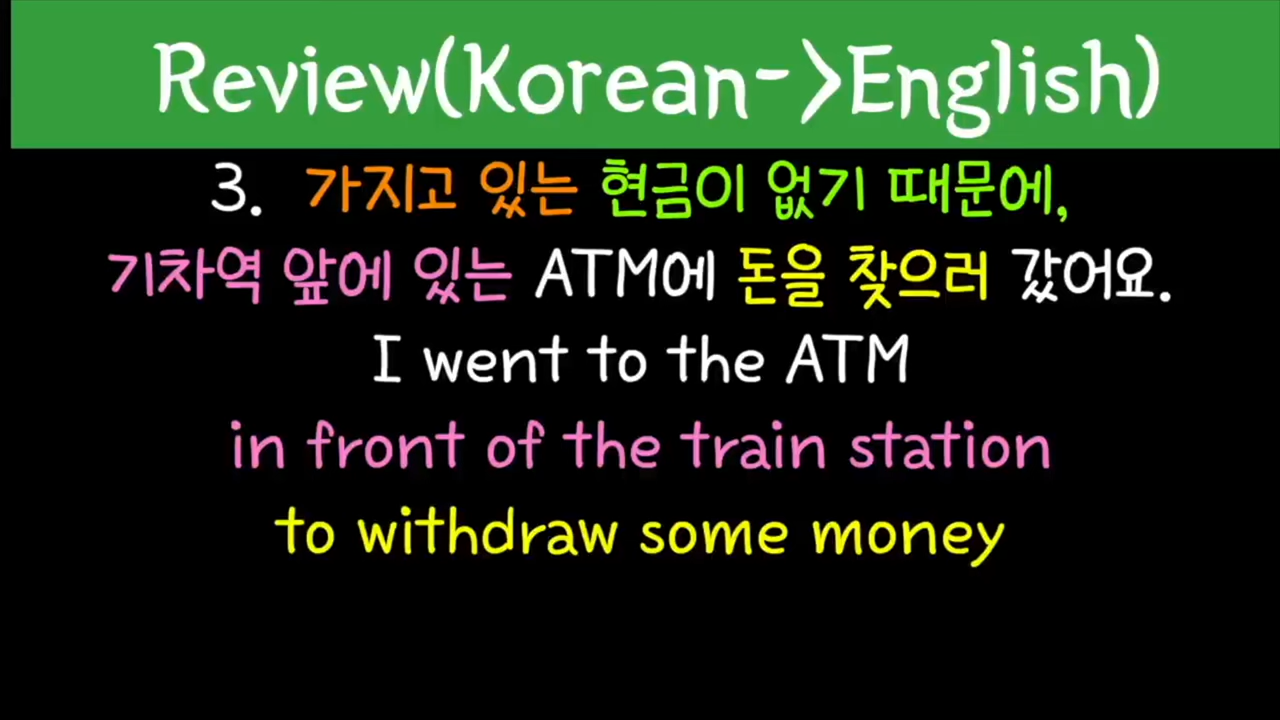 Review(Korean->English)
3. 가지고 있는 현금이 없기 때문에,
기차역 앞에 있는 ATM에 돈을 찾으러 갔어요.
I went to the ATM
in front of the train station
to withdraw some money